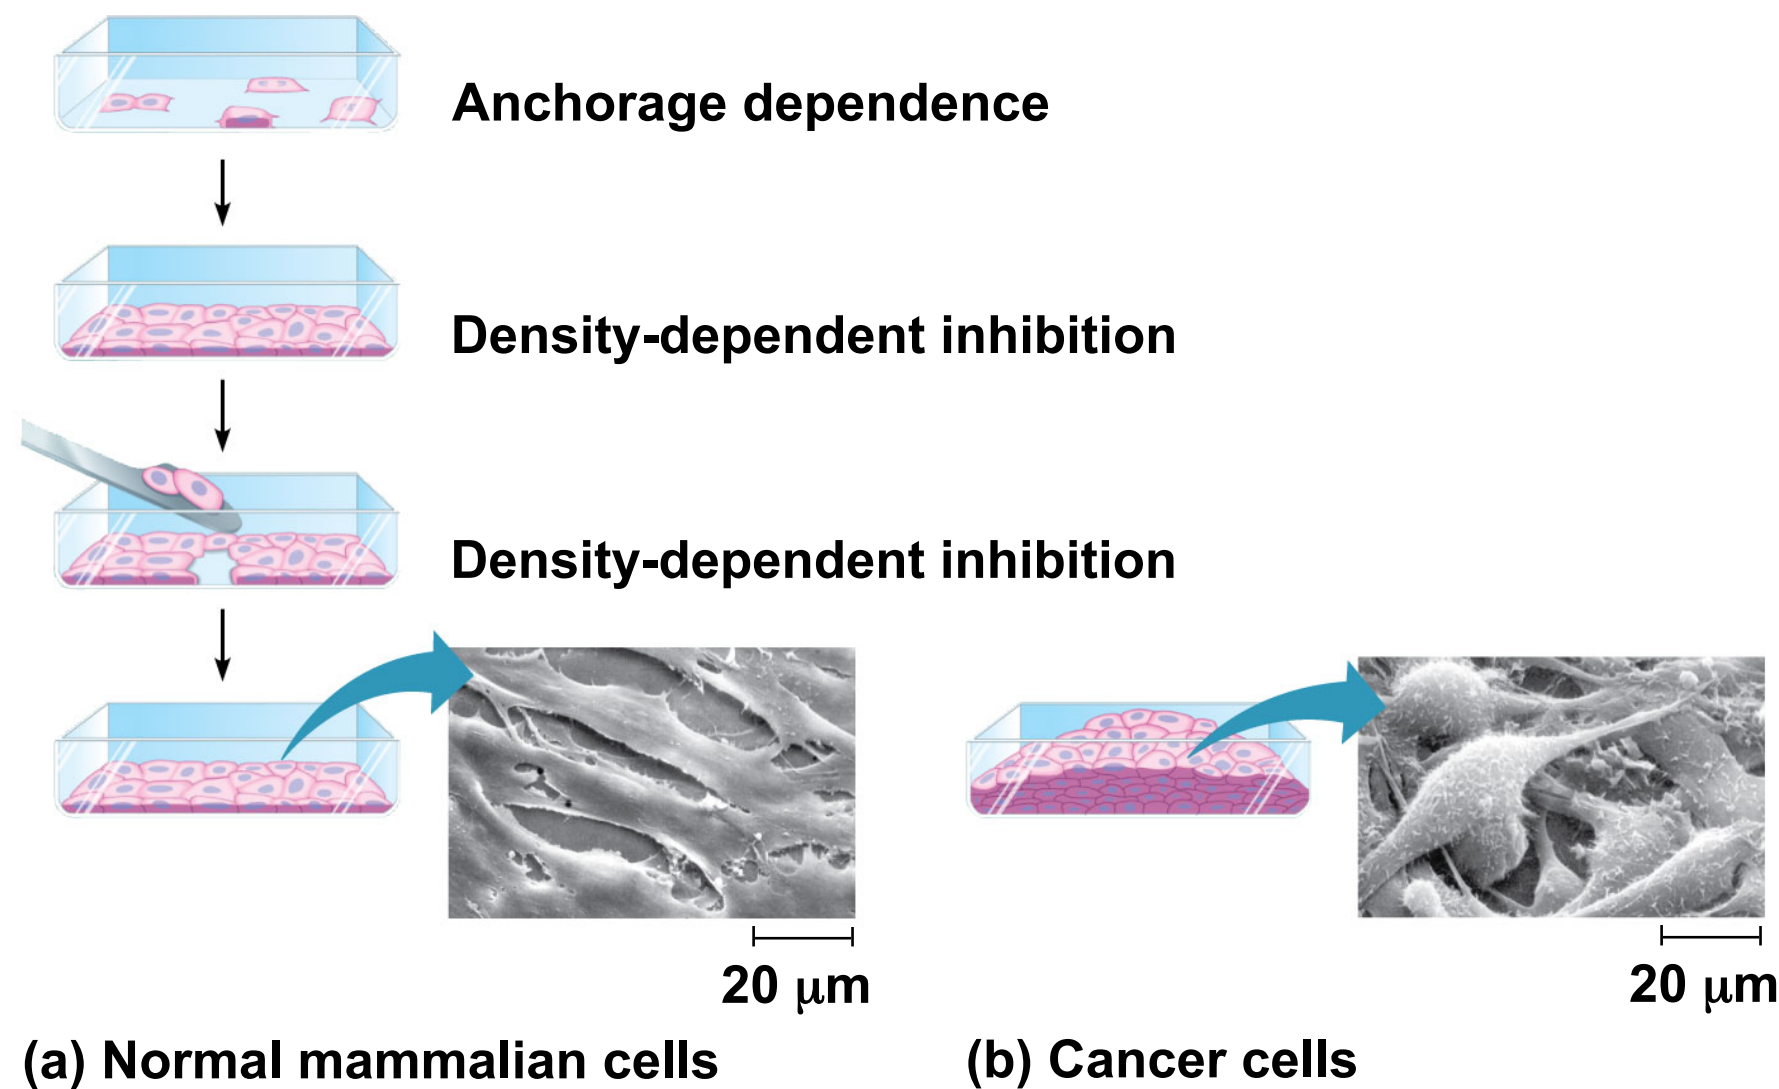 Anchorage dependence
Density-dependent inhibition
Density-dependent inhibition
20 μm
20 μm
(a) Normal mammalian cells
(b) Cancer cells